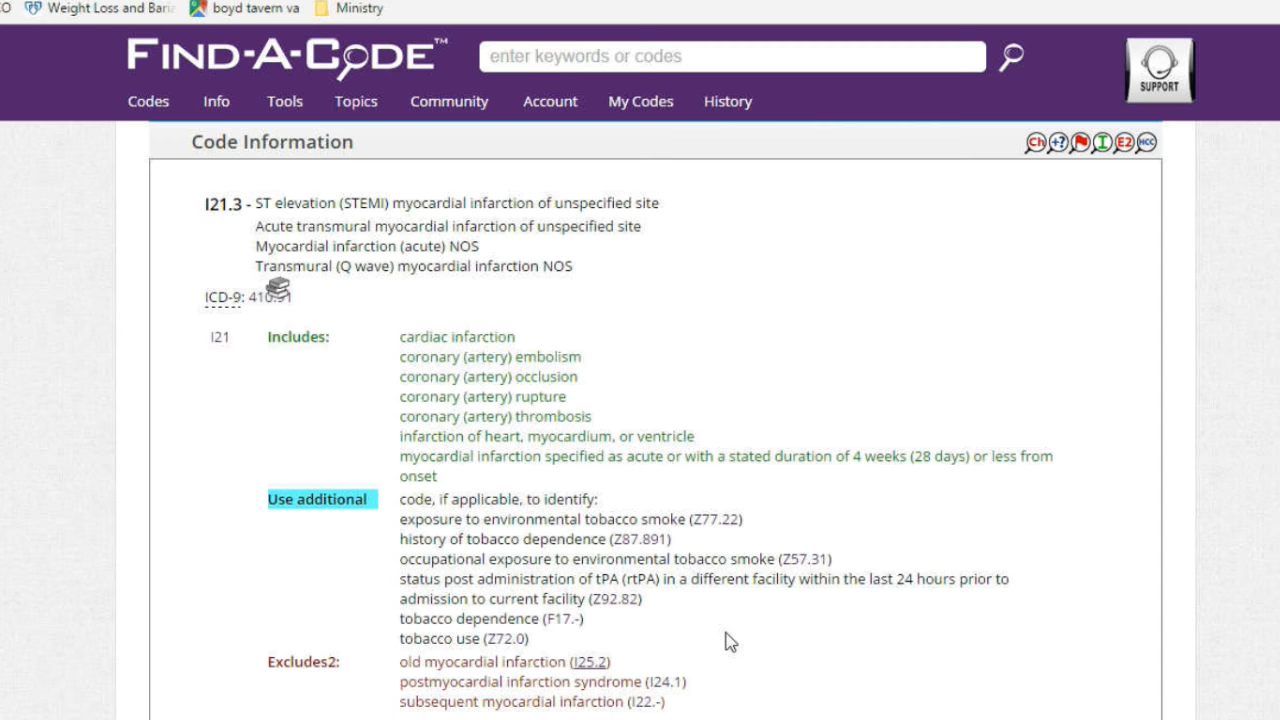 O Weight Loss and Baria boyd tavern va Ministry
FIND-A-CODE™ enter keywords or codes
SUPPORT
Codes Info Tools Topics Community Account My Codes History
Code Information Ch +? I E2 HCC
I21.3 - ST elevation (STEMI) myocardial infarction of unspecified site
Acute transmural myocardial infarction of unspecified site
Myocardial infarction (acute) NOS
Transmural (Q wave) myocardial infarction NOS
ICD-9: 410.91
I21 Includes: cardiac infarction
coronary (artery) embolism
coronary (artery) occlusion
coronary (artery) rupture
coronary (artery) thrombosis
infarction of heart, myocardium, or ventricle
myocardial infarction specified as acute or with a stated duration of 4 weeks (28 days) or less from
onset
Use additional code, if applicable, to identify:
exposure to environmental tobacco smoke (Z77.22)
history of tobacco dependence (Z87.891)
occupational exposure to environmental tobacco smoke (Z57.31)
status post administration of tPA (rtPA) in a different facility within the last 24 hours prior to
admission to current facility (Z92.82)
tobacco dependence (F17.-)
tobacco use (Z72.0)
Excludes2: old myocardial infarction (I25.2)
postmyocardial infarction syndrome (I24.1)
subsequent myocardial infarction (I22.-)